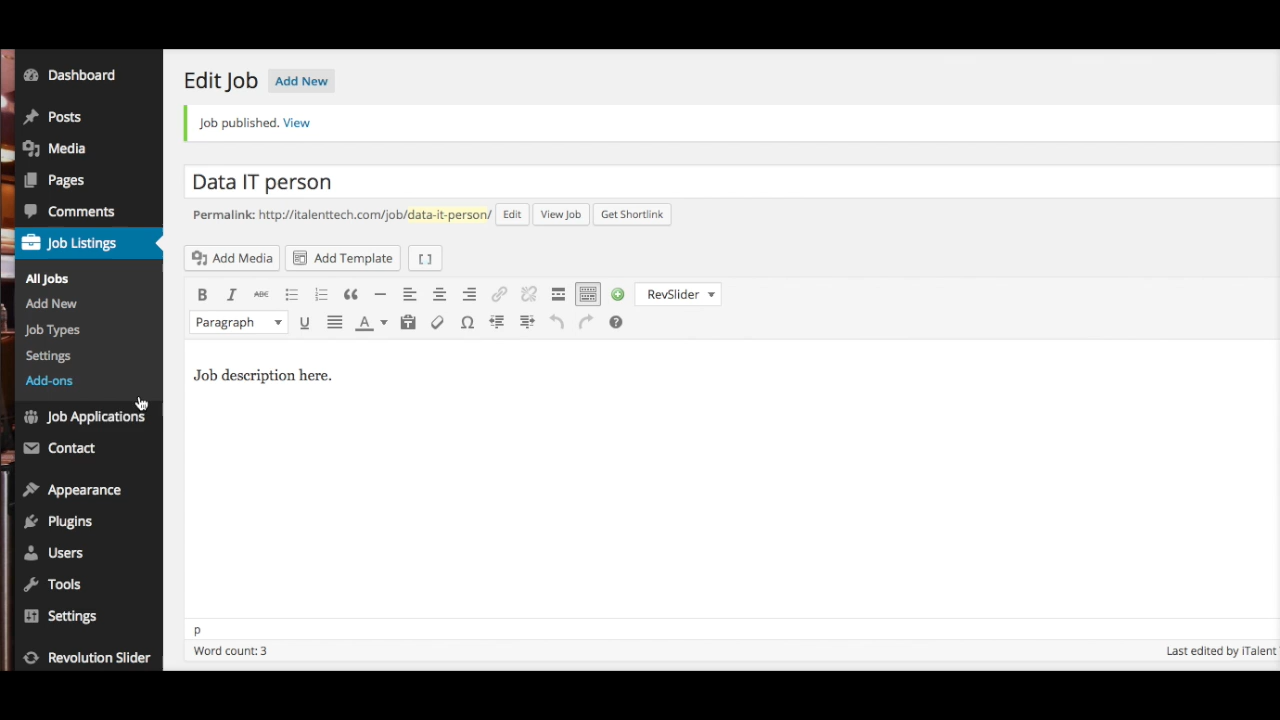 Dashboard
Posts
Media
Pages
Comments
Job Listings
All Jobs
Add New
Job Types
Settings
Add-ons
Job Applications
Contact
Appearance
Plugins
Users
Tools
Settings
Revolution Slider
Edit Job Add New
Job published. View
Data IT person
Permalink: http://italenttech.com/job/data-it-person/ Edit View Job Get Shortlink
Add Media Add Template [ ]
B I ABC RevSlider
Paragraph U A Ω ?
Job description here.
p
Word count: 3 Last edited by iTalent